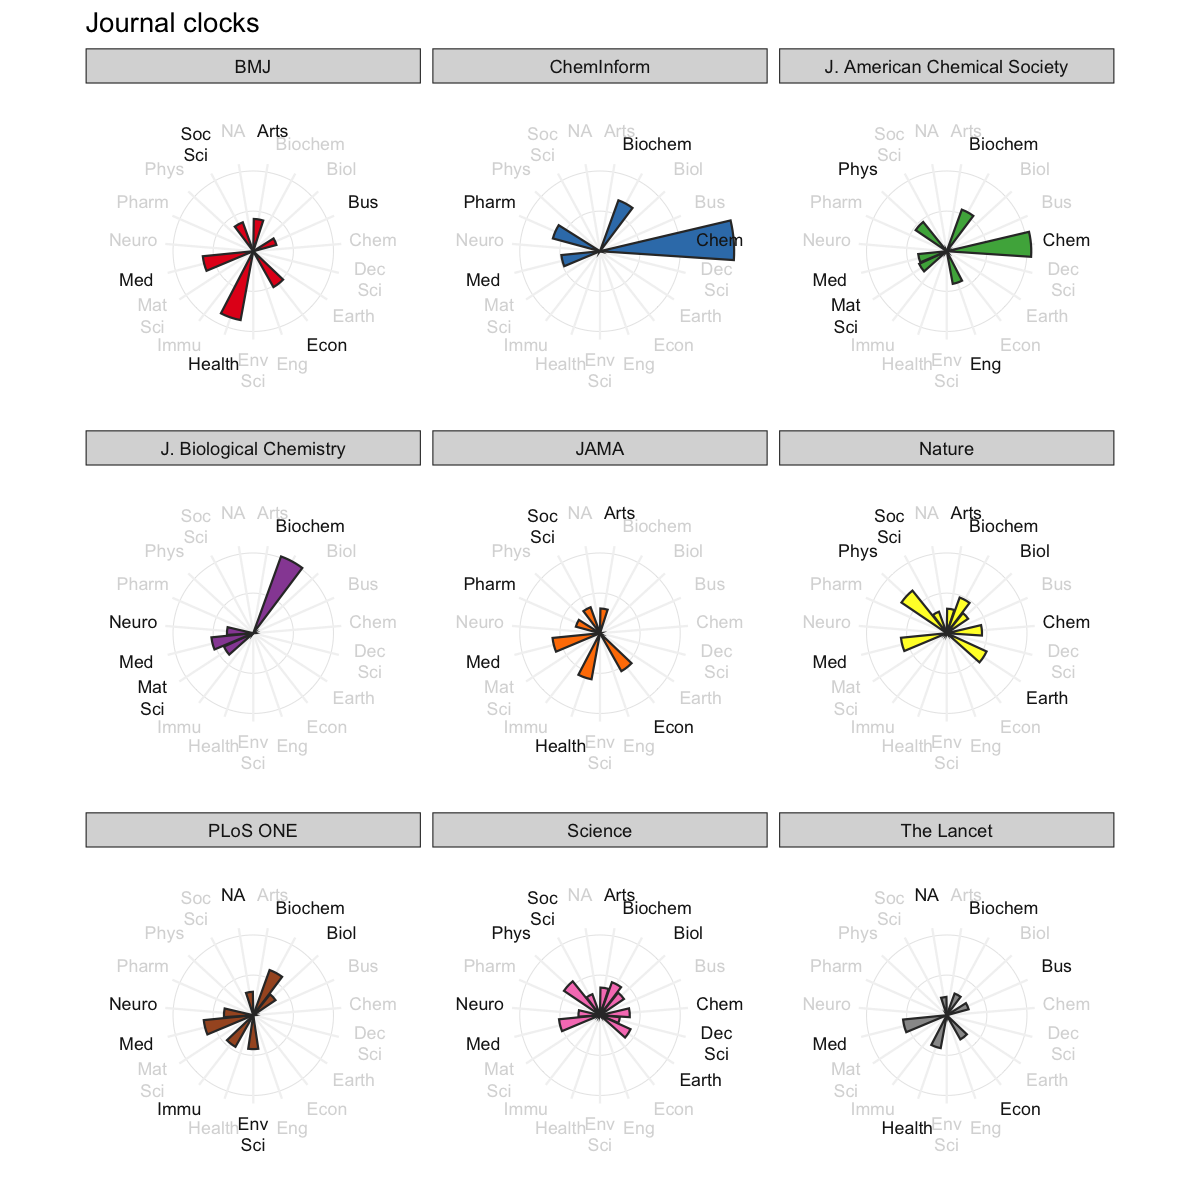 Journal clocks
BMJ
ChemInform
J. American Chemical Society
NA
Arts
Soc
Sci
Biochem
Phys
Biol
Pharm
Bus
Neuro
Chem
Med
Dec
Sci
Mat
Sci
Earth
Immu
Econ
Health
Env
Sci
Eng
NA
Arts
Soc
Sci
Biochem
Phys
Biol
Pharm
Bus
Neuro
Chem
Med
Dec
Sci
Mat
Sci
Earth
Immu
Econ
Health
Env
Sci
Eng
NA
Arts
Soc
Sci
Biochem
Phys
Biol
Pharm
Bus
Neuro
Chem
Med
Dec
Sci
Mat
Sci
Earth
Immu
Econ
Health
Env
Sci
Eng
J. Biological Chemistry
JAMA
Nature
NA
Arts
Soc
Sci
Biochem
Phys
Biol
Pharm
Bus
Neuro
Chem
Med
Dec
Sci
Mat
Sci
Earth
Immu
Econ
Health
Env
Sci
Eng
NA
Arts
Soc
Sci
Biochem
Phys
Biol
Pharm
Bus
Neuro
Chem
Med
Dec
Sci
Mat
Sci
Earth
Immu
Econ
Health
Env
Sci
Eng
NA
Arts
Soc
Sci
Biochem
Phys
Biol
Pharm
Bus
Neuro
Chem
Med
Dec
Sci
Mat
Sci
Earth
Immu
Econ
Health
Env
Sci
Eng
PLoS ONE
Science
The Lancet
NA
Arts
Soc
Sci
Biochem
Phys
Biol
Pharm
Bus
Neuro
Chem
Med
Dec
Sci
Mat
Sci
Earth
Immu
Econ
Health
Env
Sci
Eng
NA
Arts
Soc
Sci
Biochem
Phys
Biol
Pharm
Bus
Neuro
Chem
Med
Dec
Sci
Mat
Sci
Earth
Immu
Econ
Health
Env
Sci
Eng
NA
Arts
Soc
Sci
Biochem
Phys
Biol
Pharm
Bus
Neuro
Chem
Med
Dec
Sci
Mat
Sci
Earth
Immu
Econ
Health
Env
Sci
Eng